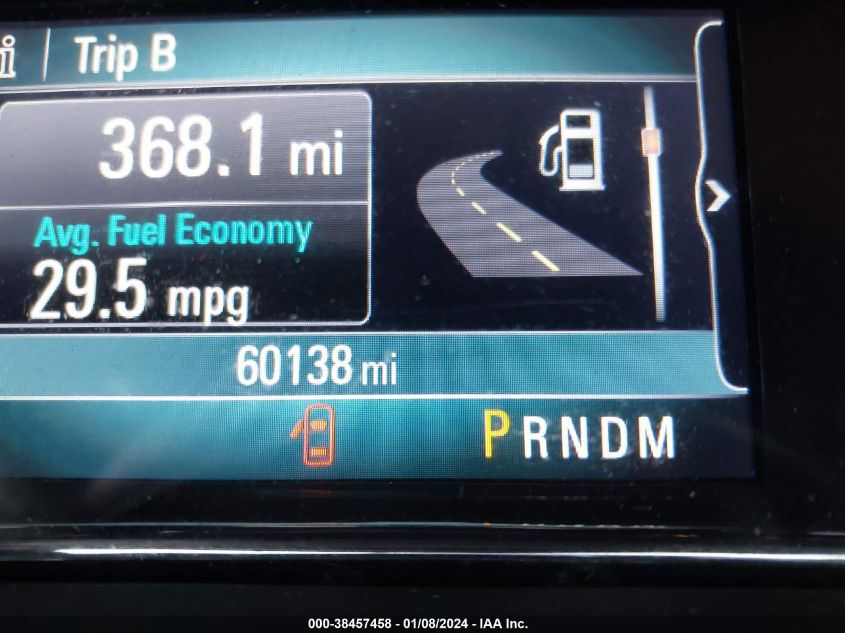 i | Trip B
368.1 mi
Avg. Fuel Economy
29.5 mpg
60138 mi
PRNDM
000-38457458 - 01/08/2024 - IAA Inc.